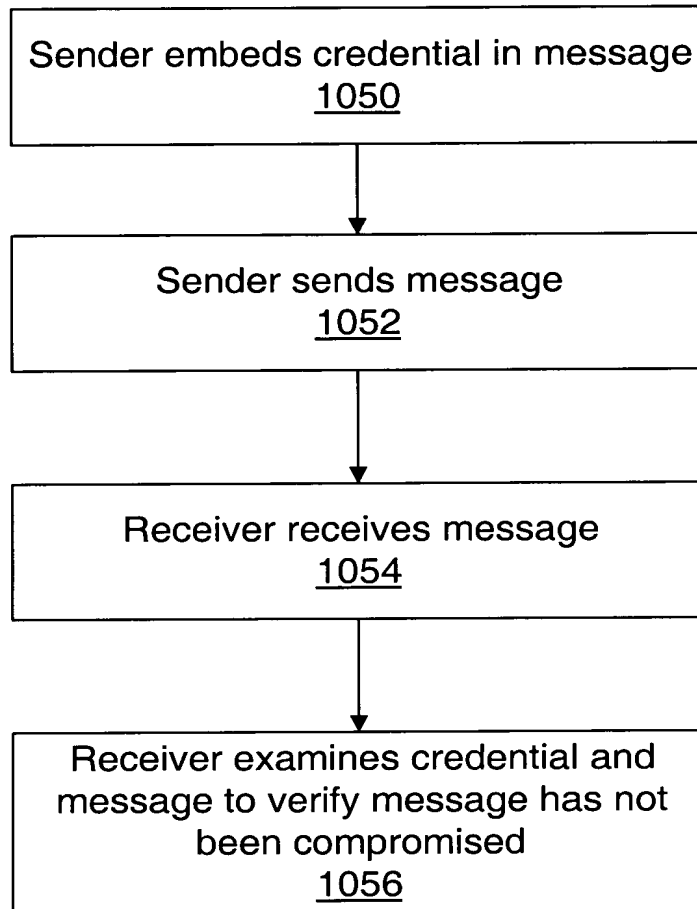 Sender embeds credential in message
1050
Sender sends message
1052
Receiver receives message
1054
Receiver examines credential and
message to verify message has not
been compromised
1056